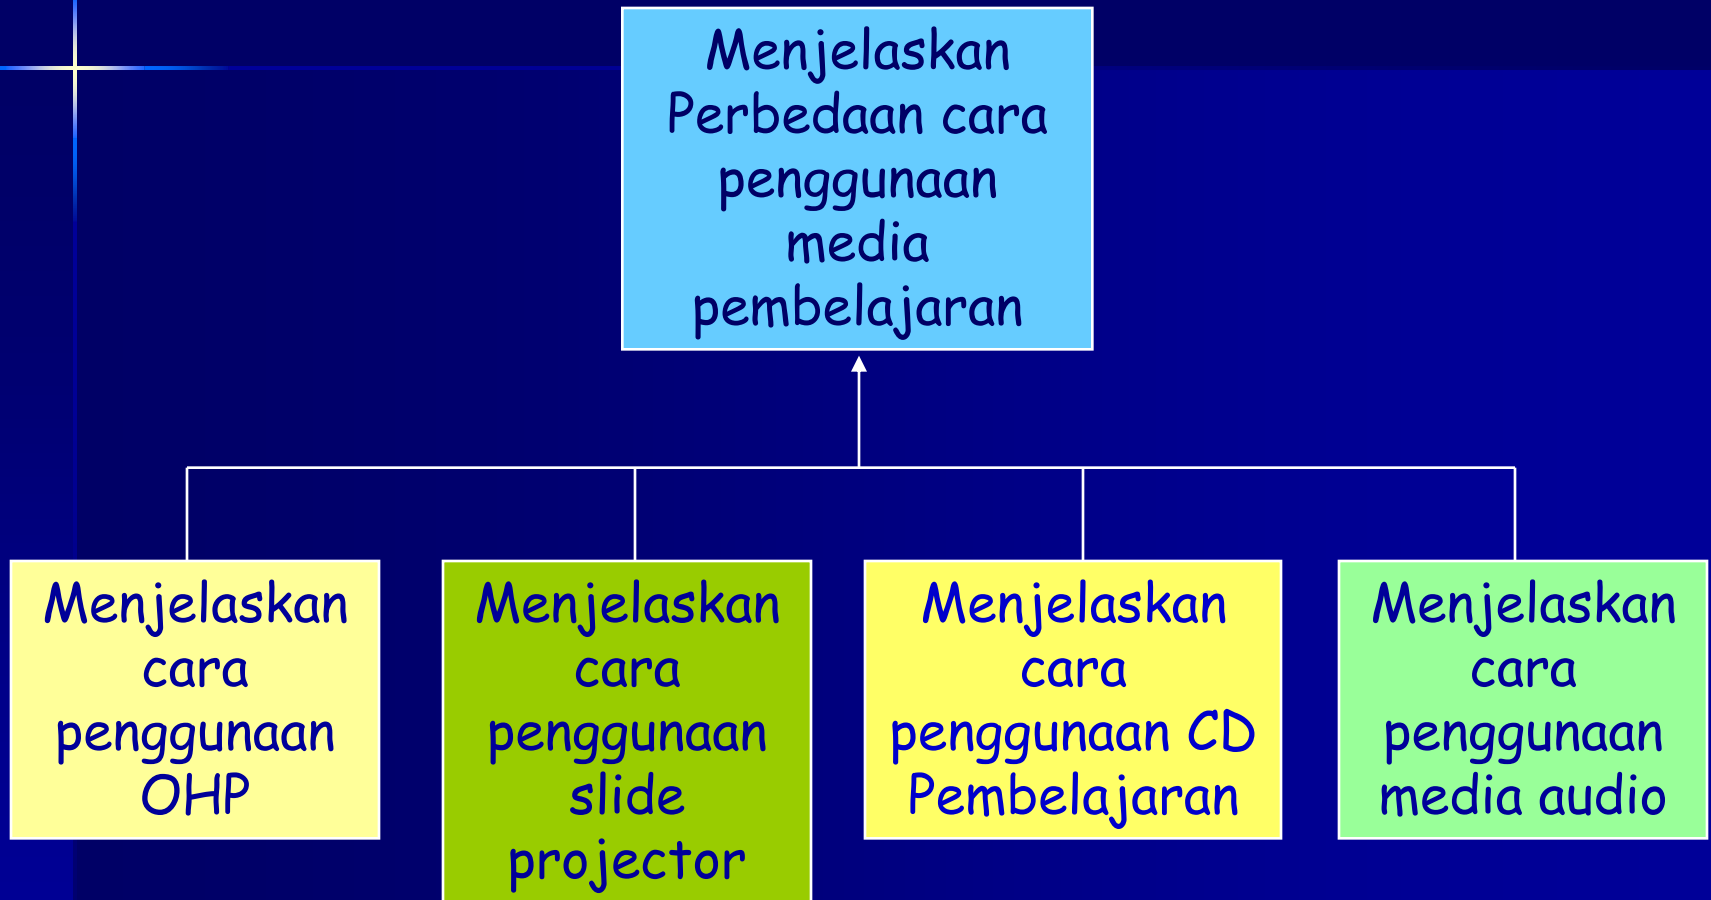 Menjelaskan
Perbedaan cara
penggunaan
media
pembelajaran
Menjelaskan
cara
penggunaan
OHP
Menjelaskan
cara
penggunaan
slide
projector
Menjelaskan
cara
penggunaan CD
Pembelajaran
Menjelaskan
cara
penggunaan
media audio